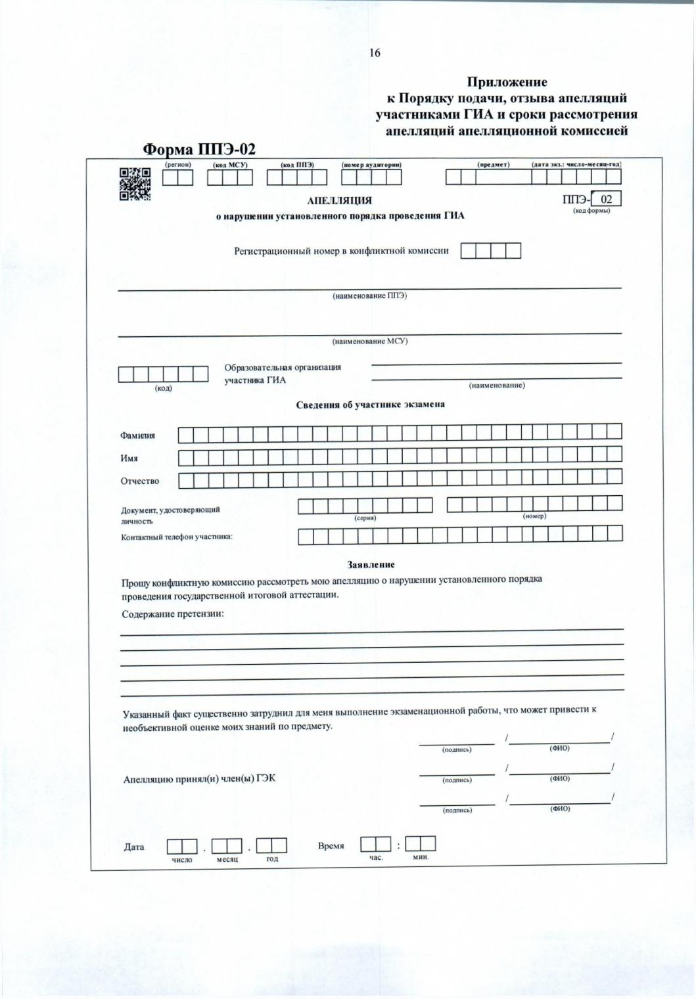 16
Приложение
к Порядку подачи, отзыва апелляций
участниками ГИА и сроки рассмотрения
апелляций апелляционной комиссией
Форма ППЭ-02
(регион) (код МСУ) (код ППЭ) (номер аудитории) (предмет) (дата экз.: число-месяц-год)
АПЕЛЛЯЦИЯ
ППЭ- 02
(код формы)
о нарушении установленного порядка проведения ГИА
Регистрационный номер в конфликтной комиссии
(наименование ППЭ)
(наименование МСУ)
Образовательная организация
участника ГИА
(код)
(наименование)
Сведения об участнике экзамена
Фамилия
Имя
Отчество
Документ, удостоверяющий
личность
(серия) (номер)
Контактный телефон участника:
Заявление
Прошу конфликтную комиссию рассмотреть мою апелляцию о нарушении установленного порядка
проведения государственной итоговой аттестации.
Содержание претензии:
Указанный факт существенно затруднил для меня выполнение экзаменационной работы, что может привести к
необъективной оценке моих знаний по предмету.
/ /
(подпись) (ФИО)
Апелляцию принял(и) член(ы) ГЭК / /
(подпись) (ФИО)
/ /
(подпись) (ФИО)
Дата . . Время :
число месяц год час. мин.